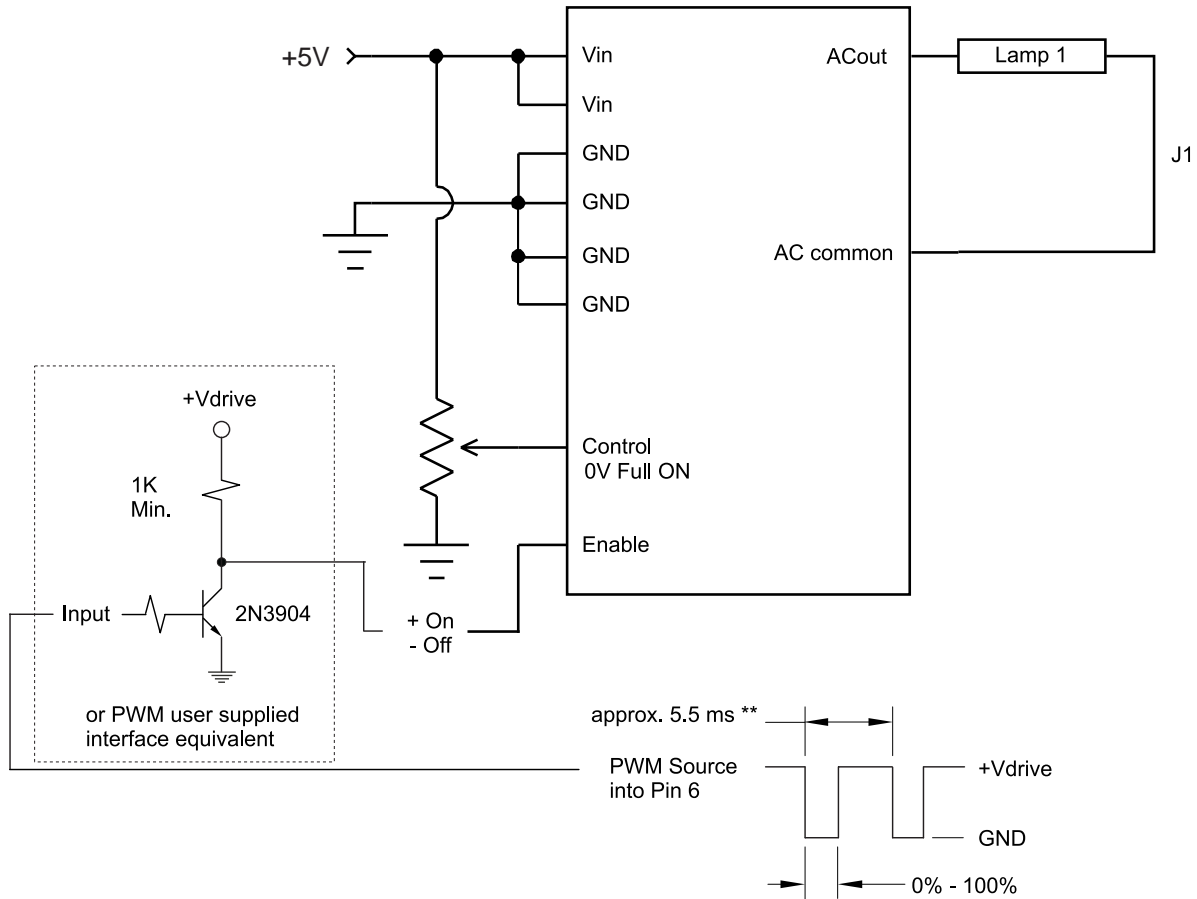 +5V
Vin
ACout
Lamp 1
Vin
GND
J1
GND
GND
AC common
GND
+Vdrive
Control
0V Full ON
1K
Min.
Enable
Input
2N3904
+ On
- Off
or PWM user supplied
interface equivalent
approx. 5.5 ms **
PWM Source
into Pin 6
+Vdrive
GND
0% - 100%